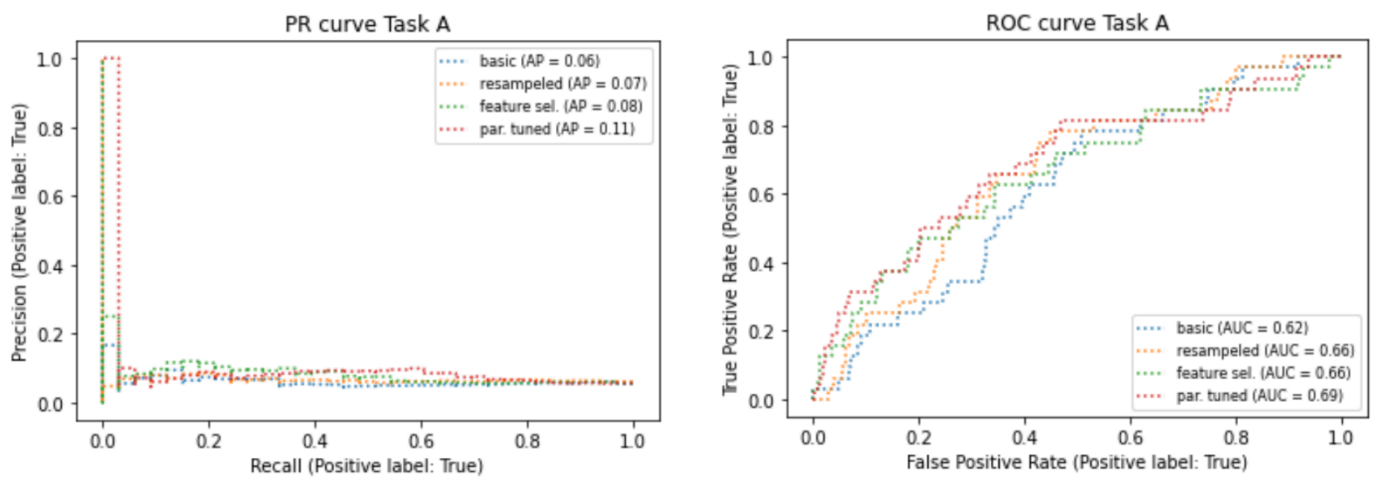 PR curve Task A
Precision (Positive label: True)
1.0
0.8
0.6
0.4
0.2
0.0
basic (AP = 0.06)
resampeled (AP = 0.07)
feature sel. (AP = 0.08)
par. tuned (AP = 0.11)
0.0 0.2 0.4 0.6 0.8 1.0
Recall (Positive label: True)
ROC curve Task A
True Positive Rate (Positive label: True)
1.0
0.8
0.6
0.4
0.2
0.0
basic (AUC = 0.62)
resampeled (AUC = 0.66)
feature sel. (AUC = 0.66)
par. tuned (AUC = 0.69)
0.0 0.2 0.4 0.6 0.8 1.0
False Positive Rate (Positive label: True)